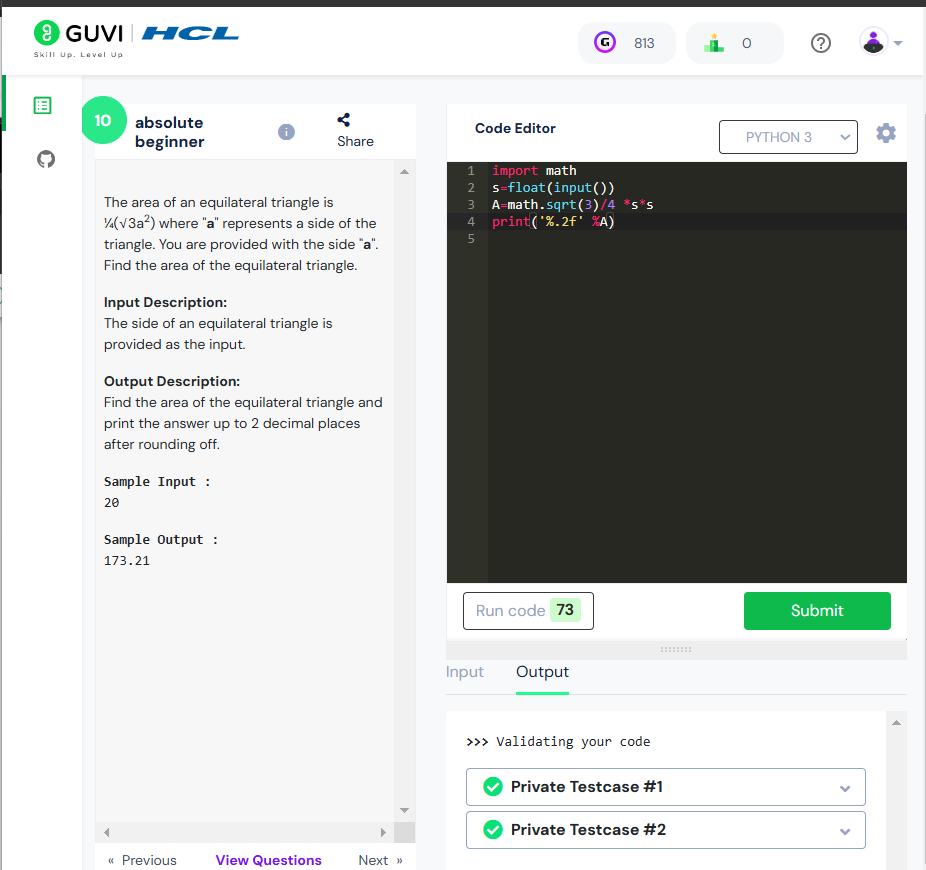 GUVI | HCL
Skill Up. Level Up
813
0
10
absolute
beginner
Share
The area of an equilateral triangle is
¼(√3a²) where "a" represents a side of the
triangle. You are provided with the side "a".
Find the area of the equilateral triangle.
Input Description:
The side of an equilateral triangle is
provided as the input.
Output Description:
Find the area of the equilateral triangle and
print the answer up to 2 decimal places
after rounding off.
Sample Input :
20
Sample Output :
173.21
« Previous
View Questions
Next »
Code Editor
PYTHON 3
1 import math
2 s=float(input())
3 A=math.sqrt(3)/4 *s*s
4 print('%.2f' %A)
5
Run code 73
Submit
Input
Output
>>> Validating your code
Private Testcase #1
Private Testcase #2